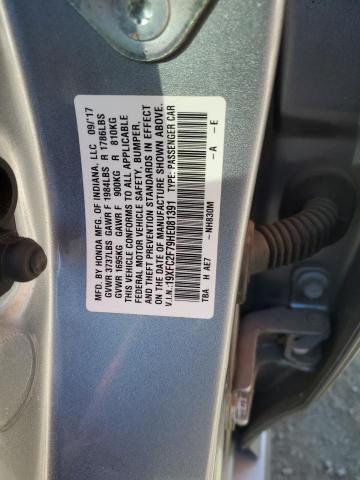 MFD. BY HONDA MFG. OF INDIANA, LLC 09/'17
GVWR 3737LBS GAWR F 1984LBS R 1786LBS
GVWR 1695KG GAWR F 900KG R 810KG
THIS VEHICLE CONFORMS TO ALL APPLICABLE
FEDERAL MOTOR VEHICLE SAFETY, BUMPER,
AND THEFT PREVENTION STANDARDS IN EFFECT
ON THE DATE OF MANUFACTURE SHOWN ABOVE.
V.I.N.:19XFC2F79HE081391 TYPE: PASSENGER CAR
TBA H AE7 -NH830M -A -E